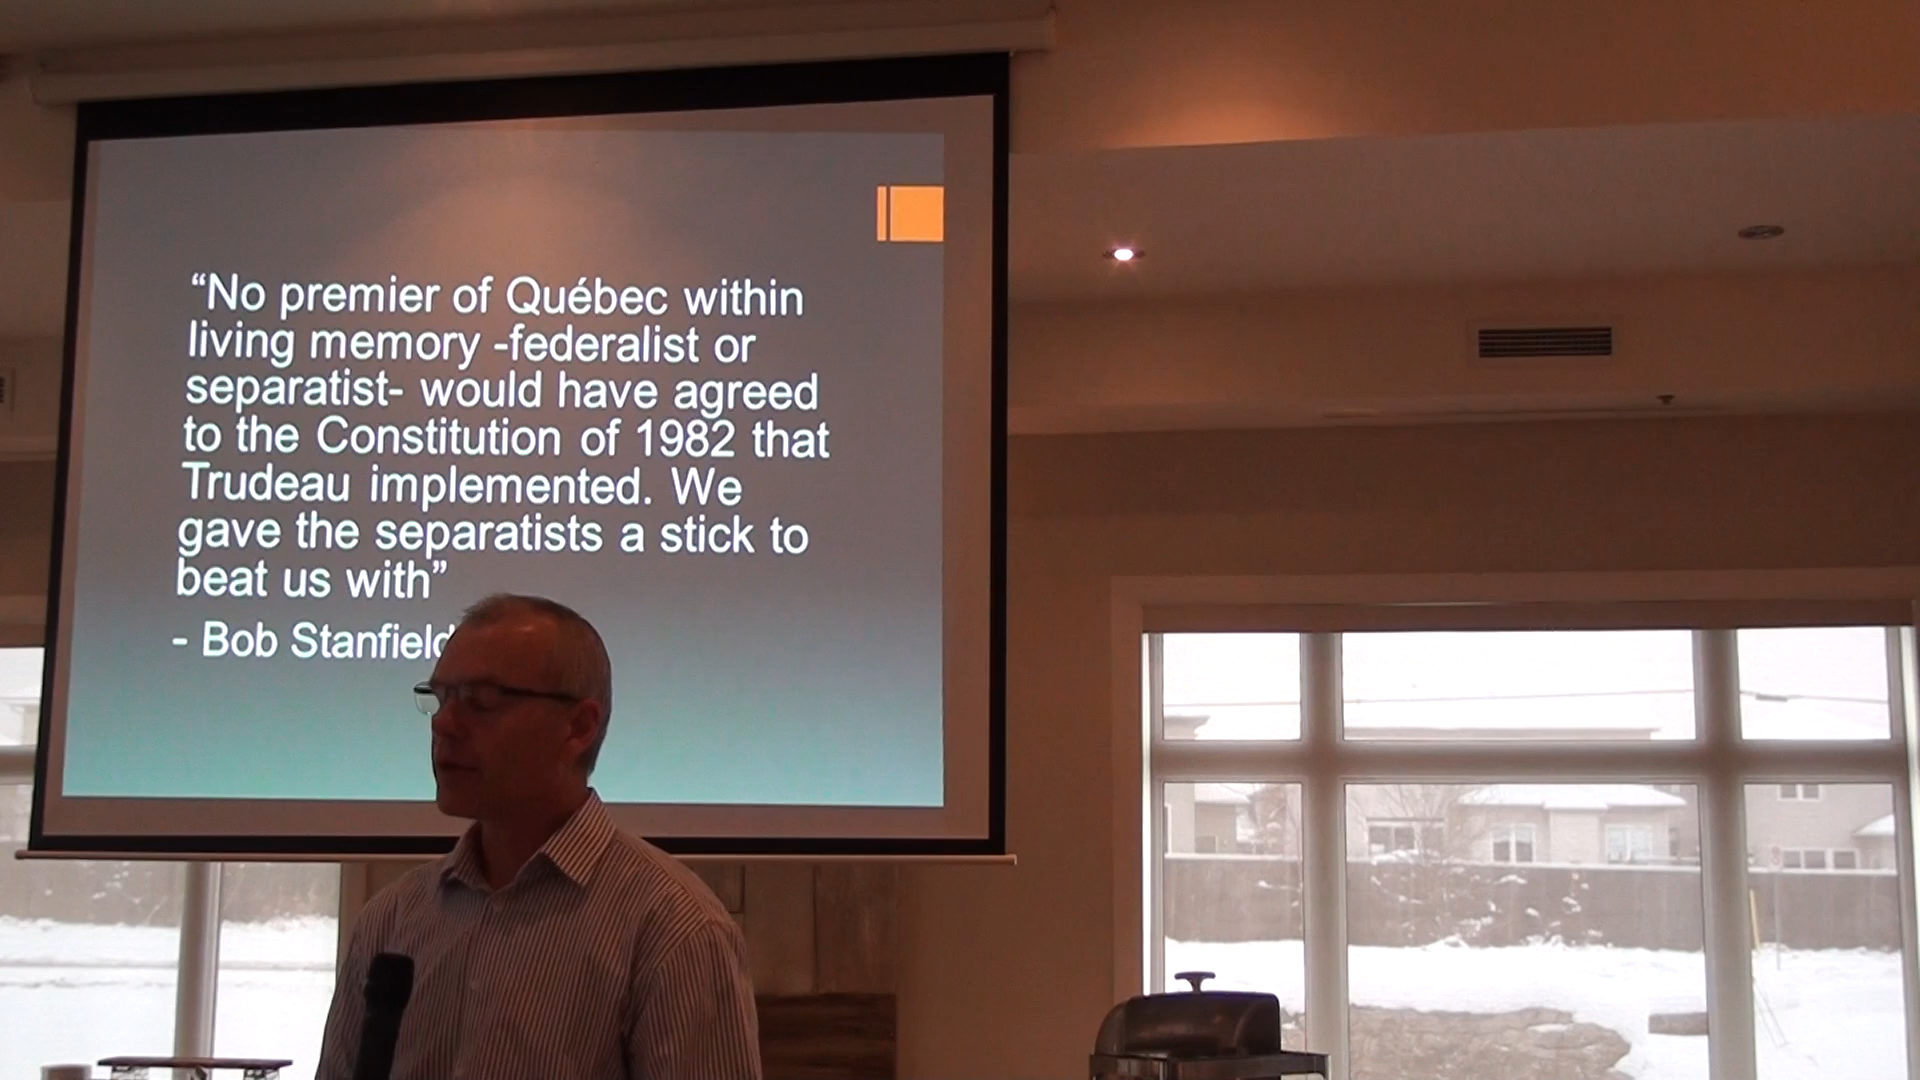 “No premier of Québec within
living memory -federalist or
separatist- would have agreed
to the Constitution of 1982 that
Trudeau implemented. We
gave the separatists a stick to
beat us with”
- Bob Stanfield